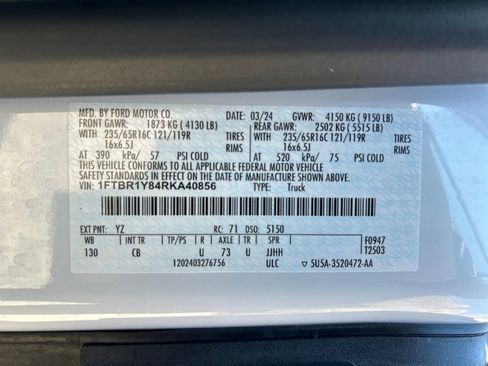 MFD. BY FORD MOTOR CO. 03/24 GVWR: 4150 KG (9150 LB)
FRONT GAWR: 1873 KG (4130 LB) REAR GAWR: 2502 KG (5515 LB)
WITH 235/65R16C 121/119R TIRES WITH 235/65R16C 121/119R TIRES
16x6.5J RIMS 16x6.5J RIMS
AT 390 kPa/ 57 PSI COLD AT 520 kPa/ 75 PSI COLD
THIS VEHICLE CONFORMS TO ALL APPLICABLE FEDERAL MOTOR VEHICLE
SAFETY STANDARDS IN EFFECT ON THE DATE OF MANUFACTURE SHOWN ABOVE.
VIN: 1FTBR1Y84RKA40856 TYPE: Truck
EXT PNT: YZ RC: 71 DSO: 5150
WB INT TR TP/PS R AXLE TR SPR F0947
130 CB U 73 U JJHH T2503
1202403276756 ULC ▽ 5U5A-3520472-AA